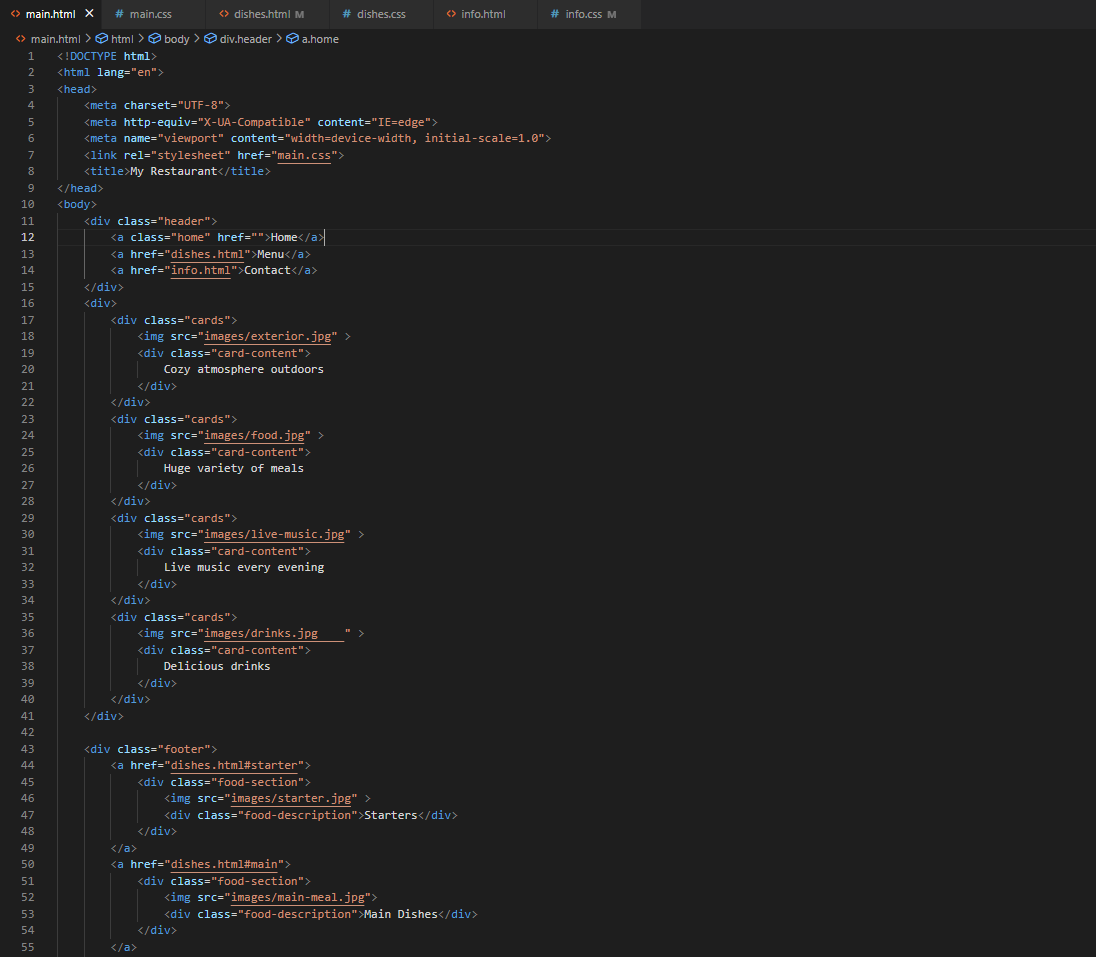 main.html × # main.css dishes.html M # dishes.css info.html # info.css M
main.html > html > body > div.header > a.home
1 <!DOCTYPE html>
2 <html lang="en">
3 <head>
4     <meta charset="UTF-8">
5     <meta http-equiv="X-UA-Compatible" content="IE=edge">
6     <meta name="viewport" content="width=device-width, initial-scale=1.0">
7     <link rel="stylesheet" href="main.css">
8     <title>My Restaurant</title>
9 </head>
10 <body>
11     <div class="header">
12         <a class="home" href="">Home</a>
13         <a href="dishes.html">Menu</a>
14         <a href="info.html">Contact</a>
15     </div>
16     <div>
17         <div class="cards">
18             <img src="images/exterior.jpg" >
19             <div class="card-content">
20                 Cozy atmosphere outdoors
21             </div>
22         </div>
23         <div class="cards">
24             <img src="images/food.jpg" >
25             <div class="card-content">
26                 Huge variety of meals
27             </div>
28         </div>
29         <div class="cards">
30             <img src="images/live-music.jpg" >
31             <div class="card-content">
32                 Live music every evening
33             </div>
34         </div>
35         <div class="cards">
36             <img src="images/drinks.jpg    " >
37             <div class="card-content">
38                 Delicious drinks
39             </div>
40         </div>
41     </div>
42
43     <div class="footer">
44         <a href="dishes.html#starter">
45             <div class="food-section">
46                 <img src="images/starter.jpg" >
47                 <div class="food-description">Starters</div>
48             </div>
49         </a>
50         <a href="dishes.html#main">
51             <div class="food-section">
52                 <img src="images/main-meal.jpg">
53                 <div class="food-description">Main Dishes</div>
54             </div>
55         </a>